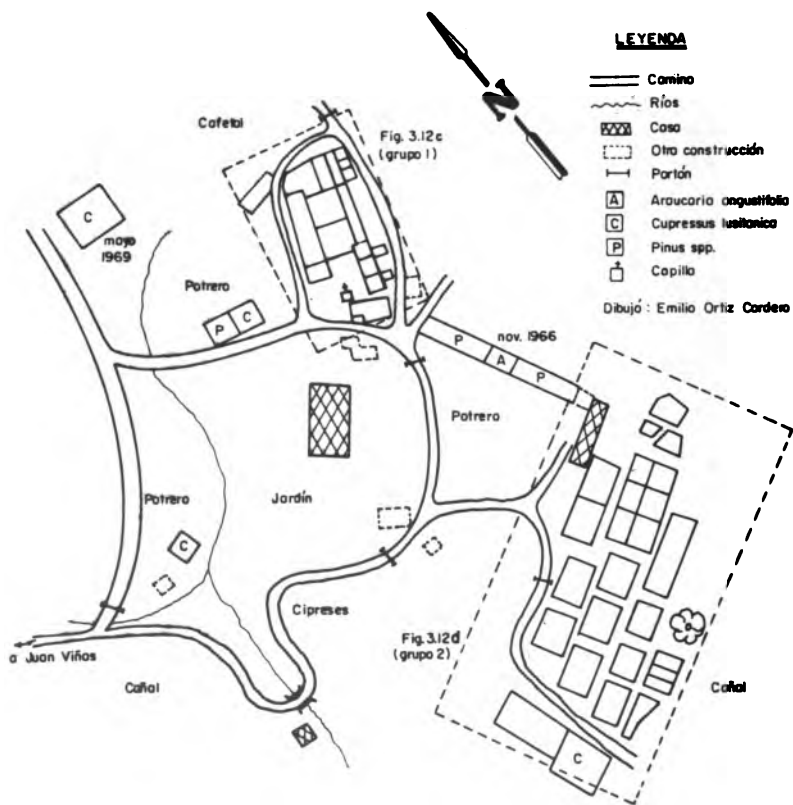 LEYENDA
Camino
Ríos
Casa
Otra construcción
Portón
A Araucaria angustifolia
C Cupressus lusitanica
P Pinus spp.
Capilla
Dibujó: Emilio Ortiz Cordero
N
Cafetal
Fig. 3.12c
(grupo 1)
C
mayo
1969
Potrero
P C
nov. 1966
P A P
Potrero
Potrero
Jardín
C
Cipreses
Fig. 3.12d
(grupo 2)
a Juan Viñas
Cañal
Cañal
C